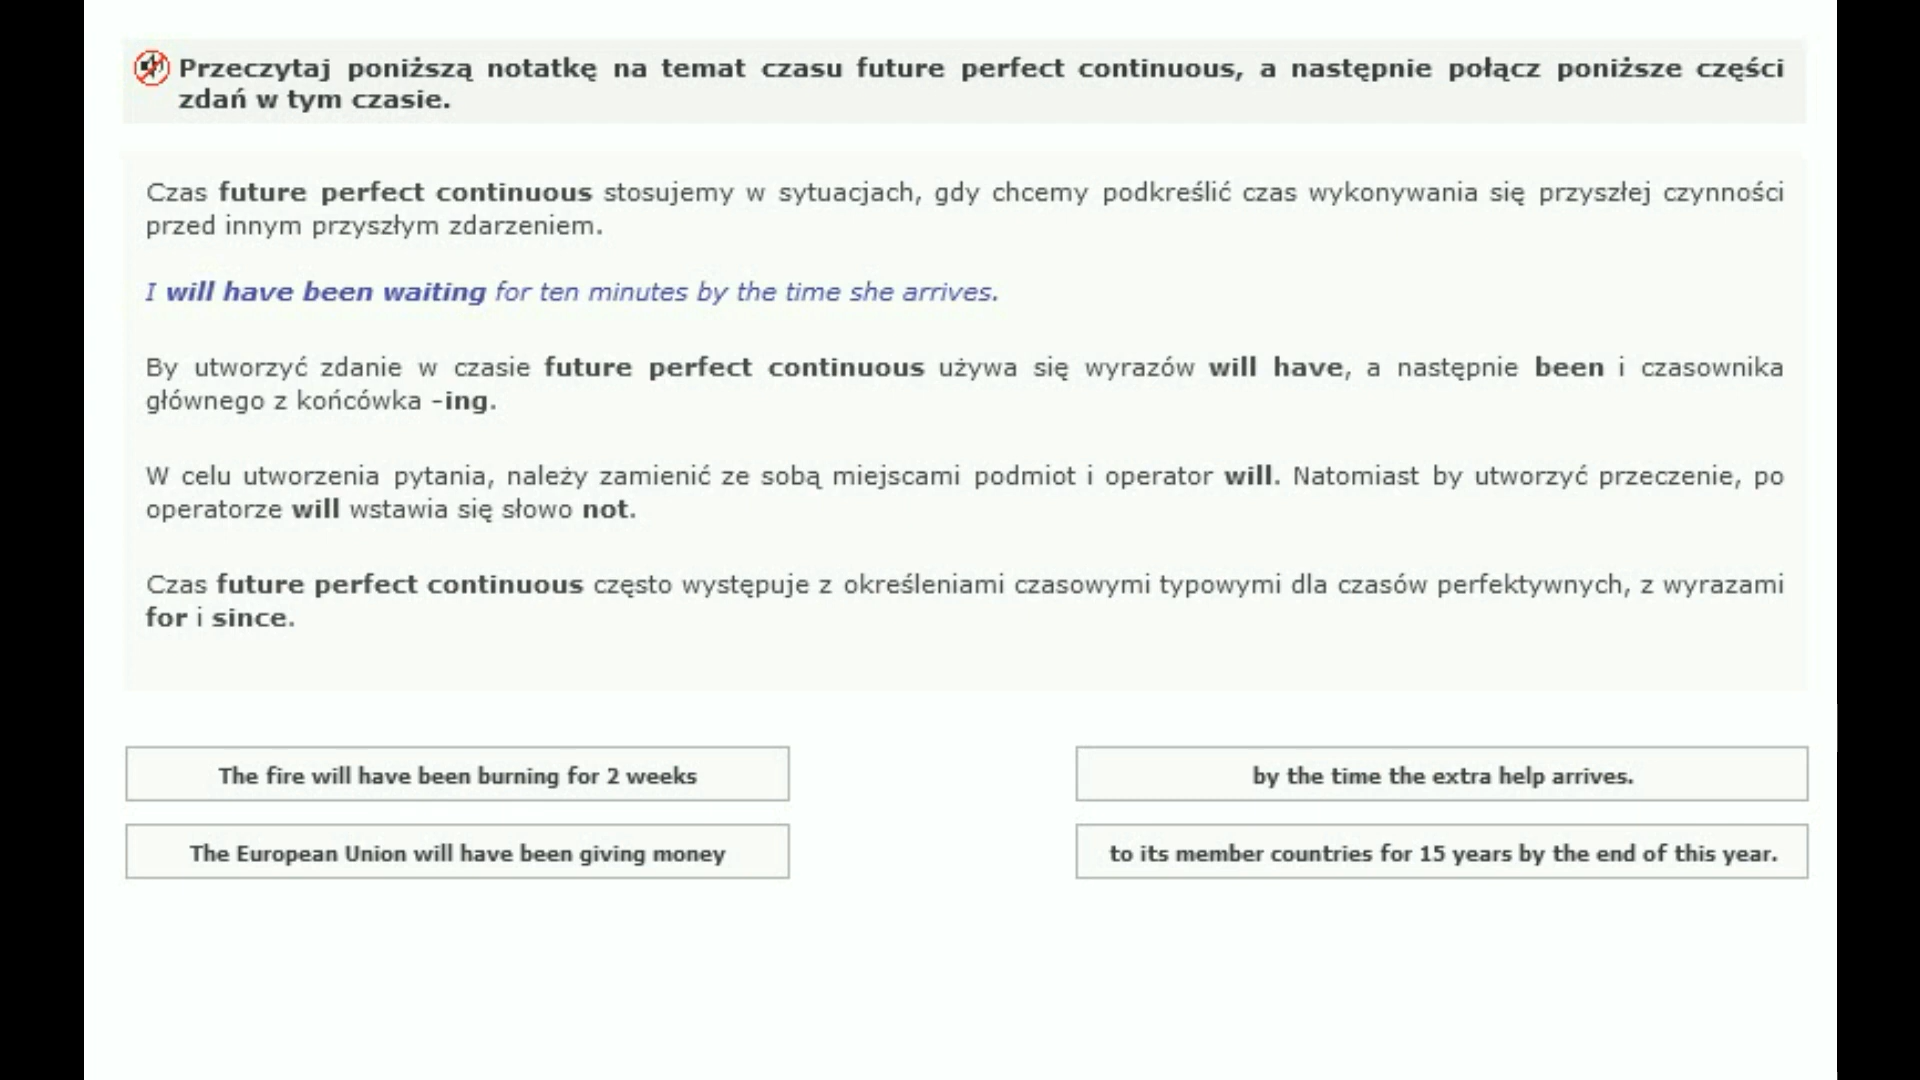 Przeczytaj poniższą notatkę na temat czasu future perfect continuous, a następnie połącz poniższe części
zdań w tym czasie.
Czas future perfect continuous stosujemy w sytuacjach, gdy chcemy podkreślić czas wykonywania się przyszłej czynności
przed innym przyszłym zdarzeniem.
I will have been waiting for ten minutes by the time she arrives.
By utworzyć zdanie w czasie future perfect continuous używa się wyrazów will have, a następnie been i czasownika
głównego z końcówka -ing.
W celu utworzenia pytania, należy zamienić ze sobą miejscami podmiot i operator will. Natomiast by utworzyć przeczenie, po
operatorze will wstawia się słowo not.
Czas future perfect continuous często występuje z określeniami czasowymi typowymi dla czasów perfektywnych, z wyrazami
for i since.
The fire will have been burning for 2 weeks
by the time the extra help arrives.
The European Union will have been giving money
to its member countries for 15 years by the end of this year.